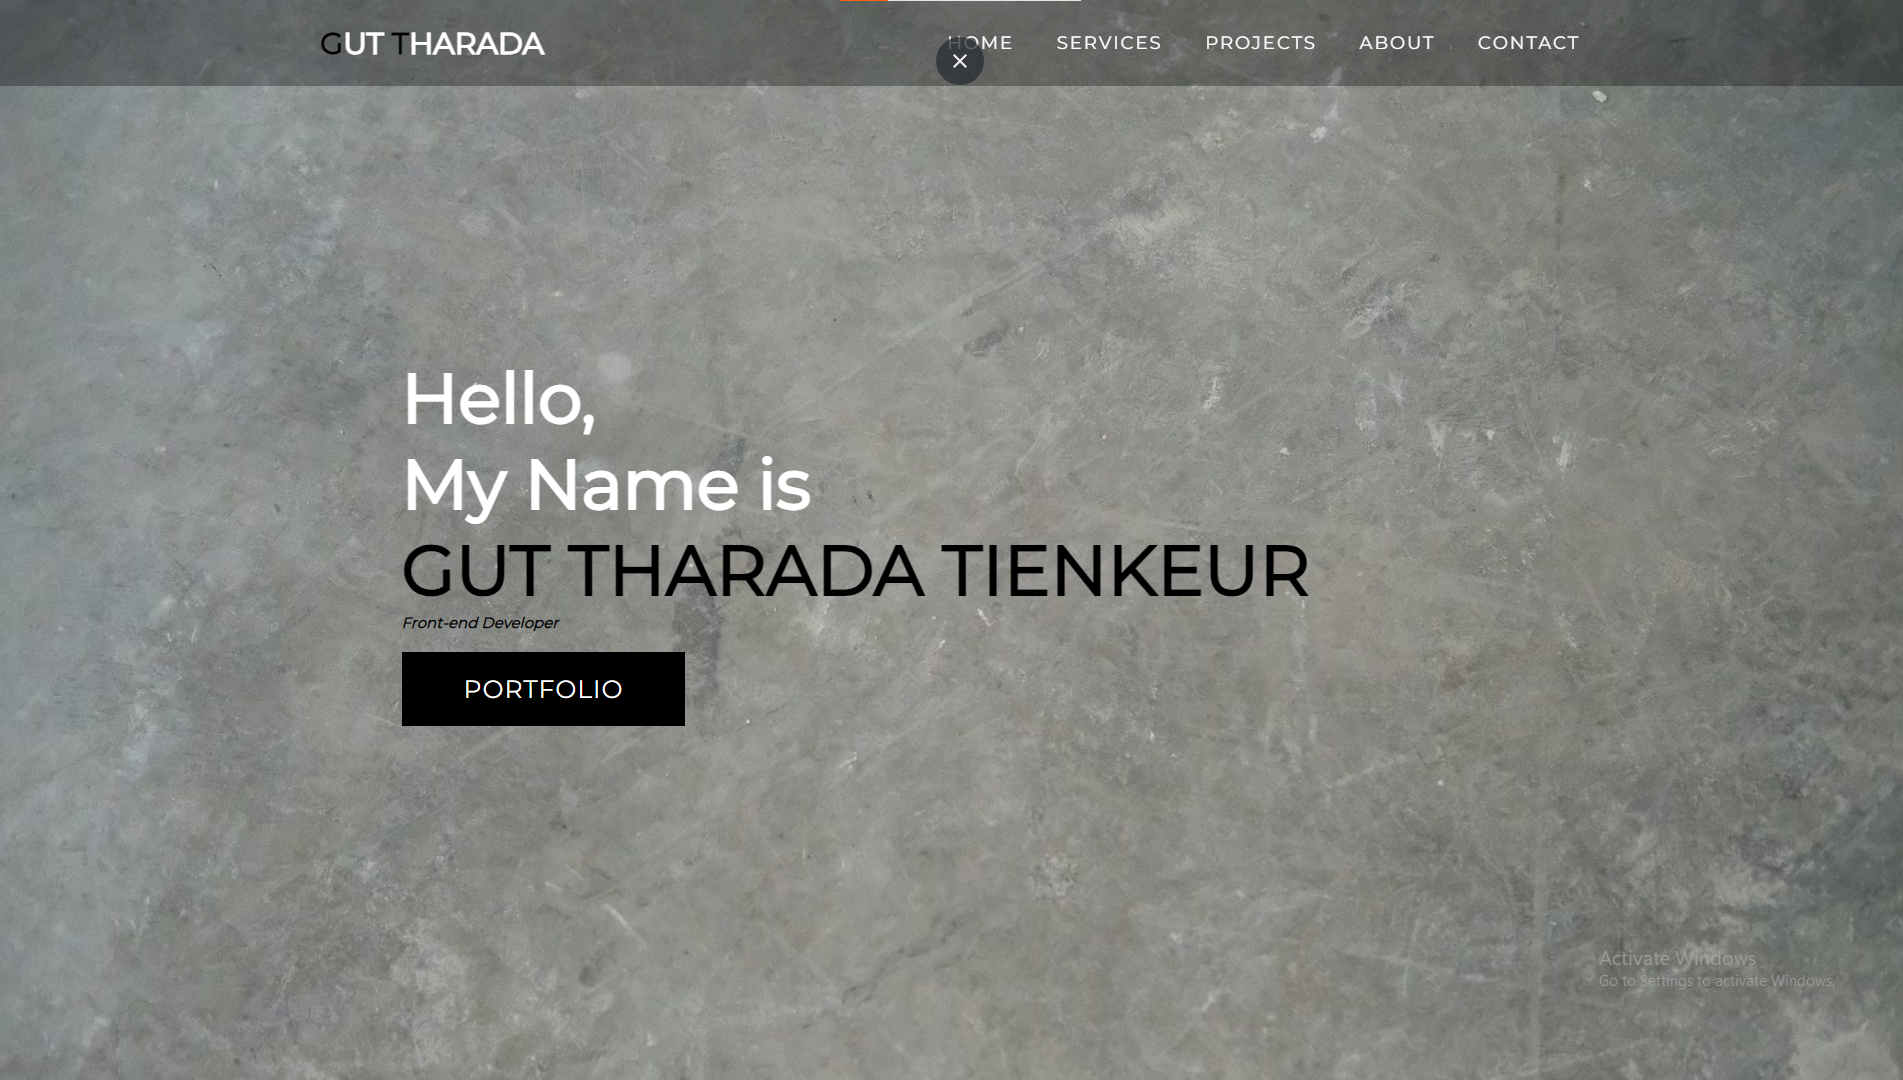 GUT THARADA
HOME SERVICES PROJECTS ABOUT CONTACT
Hello,
My Name is
GUT THARADA TIENKEUR
Front-end Developer
PORTFOLIO
Activate Windows
Go to Settings to activate Windows.